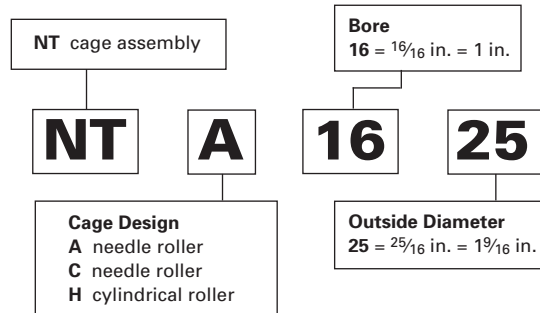 NT cage assembly
Bore
16 = 16/16 in. = 1 in.
NT A 16 25
Cage Design
A needle roller
C needle roller
H cylindrical roller
Outside Diameter
25 = 25/16 in. = 1 9/16 in.